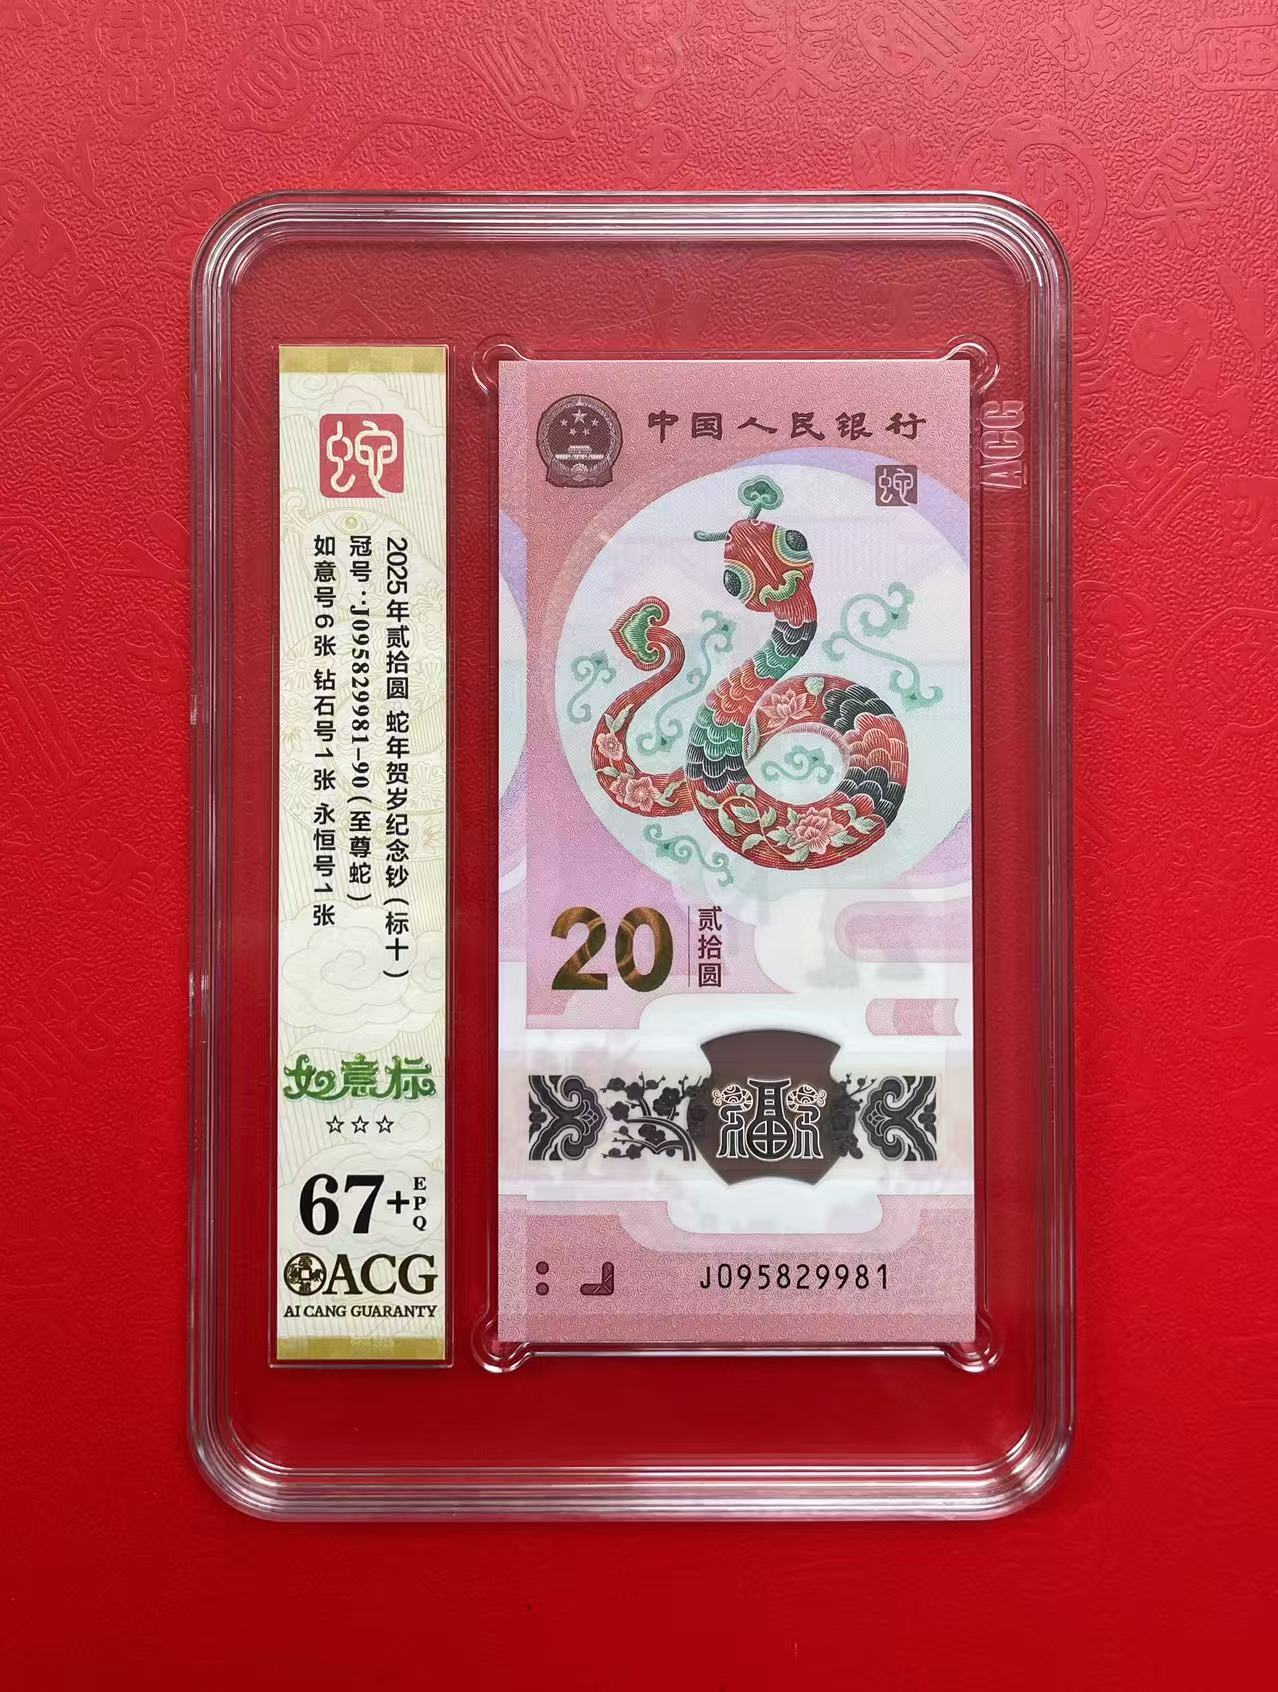 蛇
2025年贰拾圆 蛇年贺岁纪念钞(标十)
冠号:J095829981-90(至尊蛇)
如意号6张 钻石号1张 永恒号1张
如意标
☆☆☆
67+EPQ
ACG
AI CANG GUARANTY
中国人民银行
蛇
20 贰拾圆
福
J095829981
ACG